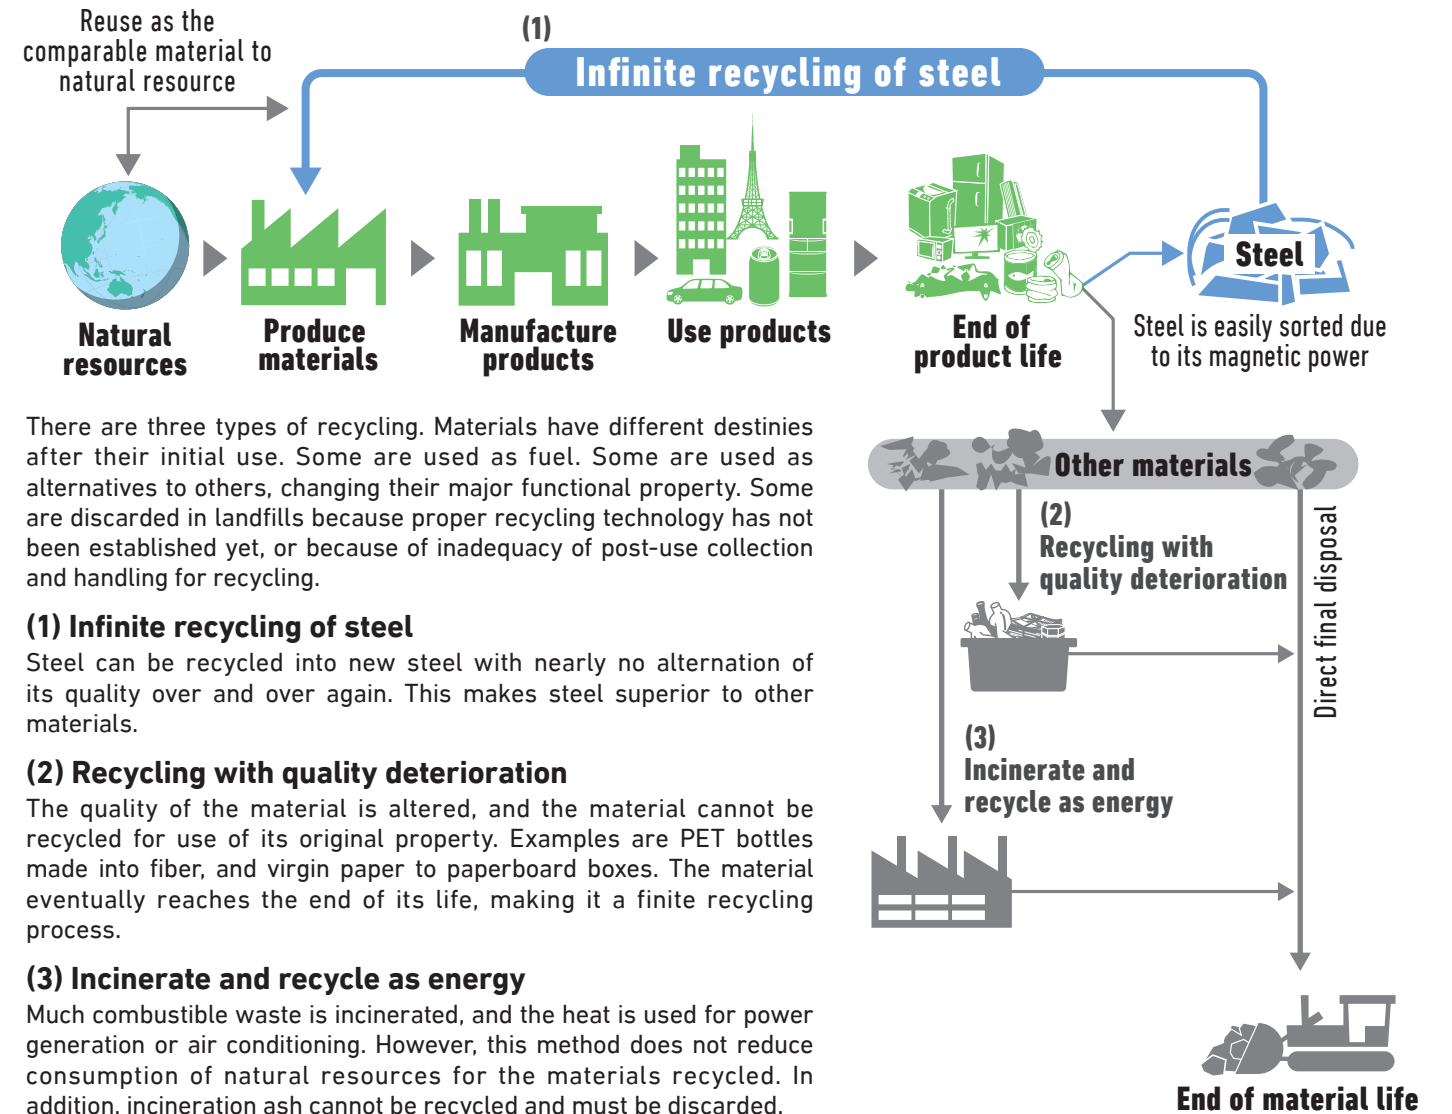 Reuse as the
comparable material to
natural resource
(1)
Infinite recycling of steel
Natural
resources
Produce
materials
Manufacture
products
Use products
End of
product life
Steel
Steel is easily sorted due
to its magnetic power
There are three types of recycling. Materials have different destinies
after their initial use. Some are used as fuel. Some are used as
alternatives to others, changing their major functional property. Some
are discarded in landfills because proper recycling technology has not
been established yet, or because of inadequacy of post-use collection
and handling for recycling.
(1) Infinite recycling of steel
Steel can be recycled into new steel with nearly no alternation of
its quality over and over again. This makes steel superior to other
materials.
(2) Recycling with quality deterioration
The quality of the material is altered, and the material cannot be
recycled for use of its original property. Examples are PET bottles
made into fiber, and virgin paper to paperboard boxes. The material
eventually reaches the end of its life, making it a finite recycling
process.
(3) Incinerate and recycle as energy
Much combustible waste is incinerated, and the heat is used for power
generation or air conditioning. However, this method does not reduce
consumption of natural resources for the materials recycled. In
addition, incineration ash cannot be recycled and must be discarded.
Other materials
(2)
Recycling with
quality deterioration
Direct final disposal
(3)
Incinerate and
recycle as energy
End of material life